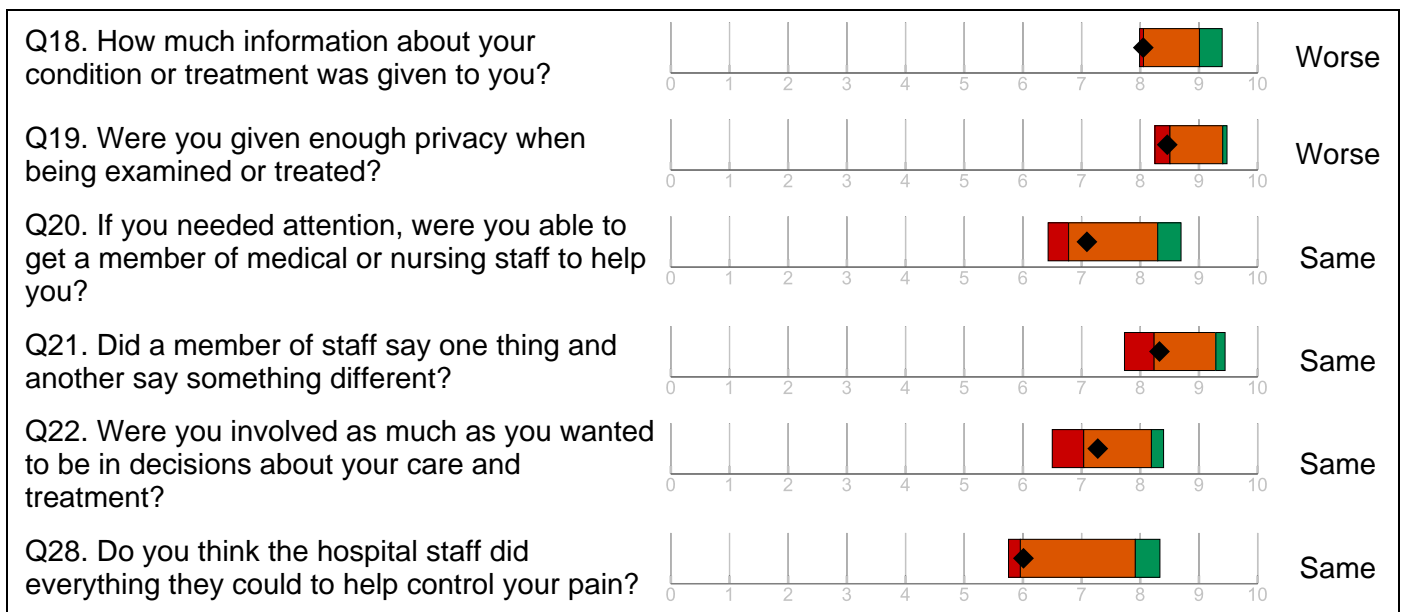 Q18. How much information about your
condition or treatment was given to you?
0 1 2 3 4 5 6 7 8 9 10
Worse
Q19. Were you given enough privacy when
being examined or treated?
0 1 2 3 4 5 6 7 8 9 10
Worse
Q20. If you needed attention, were you able to
get a member of medical or nursing staff to help
you?
0 1 2 3 4 5 6 7 8 9 10
Same
Q21. Did a member of staff say one thing and
another say something different?
0 1 2 3 4 5 6 7 8 9 10
Same
Q22. Were you involved as much as you wanted
to be in decisions about your care and
treatment?
0 1 2 3 4 5 6 7 8 9 10
Same
Q28. Do you think the hospital staff did
everything they could to help control your pain?
0 1 2 3 4 5 6 7 8 9 10
Same